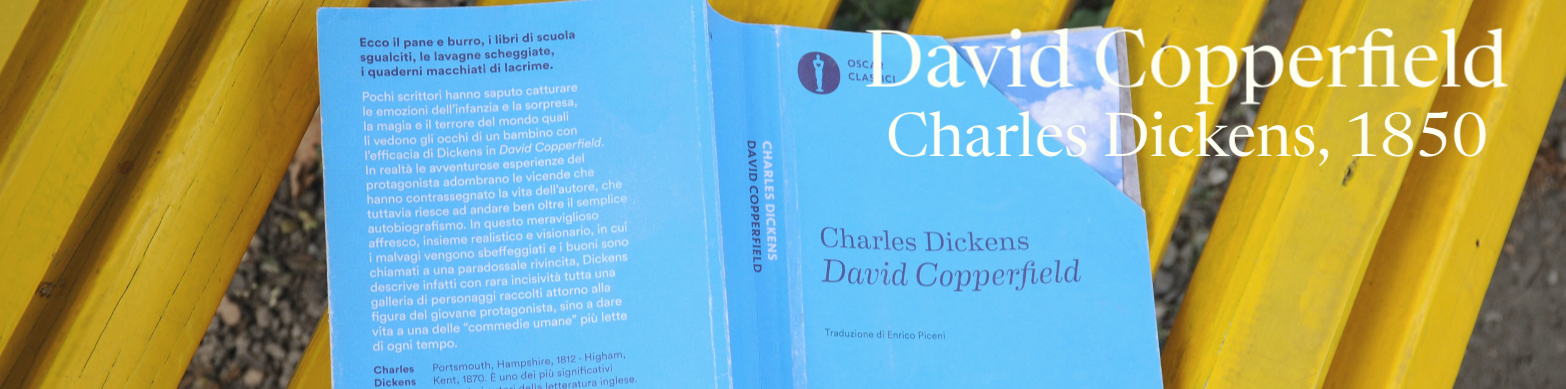 Ecco il pane e burro, i libri di scuola
sgualciti, le lavagne scheggiate,
i quaderni macchiati di lacrime.
Pochi scrittori hanno saputo catturare
le emozioni dell'infanzia e la sorpresa,
la magia e il terrore del mondo quali
li vedono gli occhi di un bambino con
l'efficacia di Dickens in David Copperfield.
In realtà le avventurose esperienze del
protagonista adombrano le vicende che
hanno contrassegnato la vita dell'autore, che
tuttavia riesce ad andare ben oltre il semplice
autobiografismo. In questo meraviglioso
affresco, insieme realistico e visionario, in cui
i malvagi vengono sbeffeggiati e i buoni sono
chiamati a una paradossale rivincita, Dickens
descrive infatti con rara incisività tutta una
galleria di personaggi raccolti attorno alla
figura del giovane protagonista, sino a dare
vita a una delle "commedie umane" più lette
di ogni tempo.
Charles
Dickens
Portsmouth, Hampshire, 1812 - Higham,
Kent, 1870. È uno dei più significativi
della letteratura inglese.
CHARLES DICKENS
DAVID COPPERFIELD
OSCAR
CLASSICI
Charles Dickens
David Copperfield
Traduzione di Enrico Piceni
David Copperfield
Charles Dickens, 1850